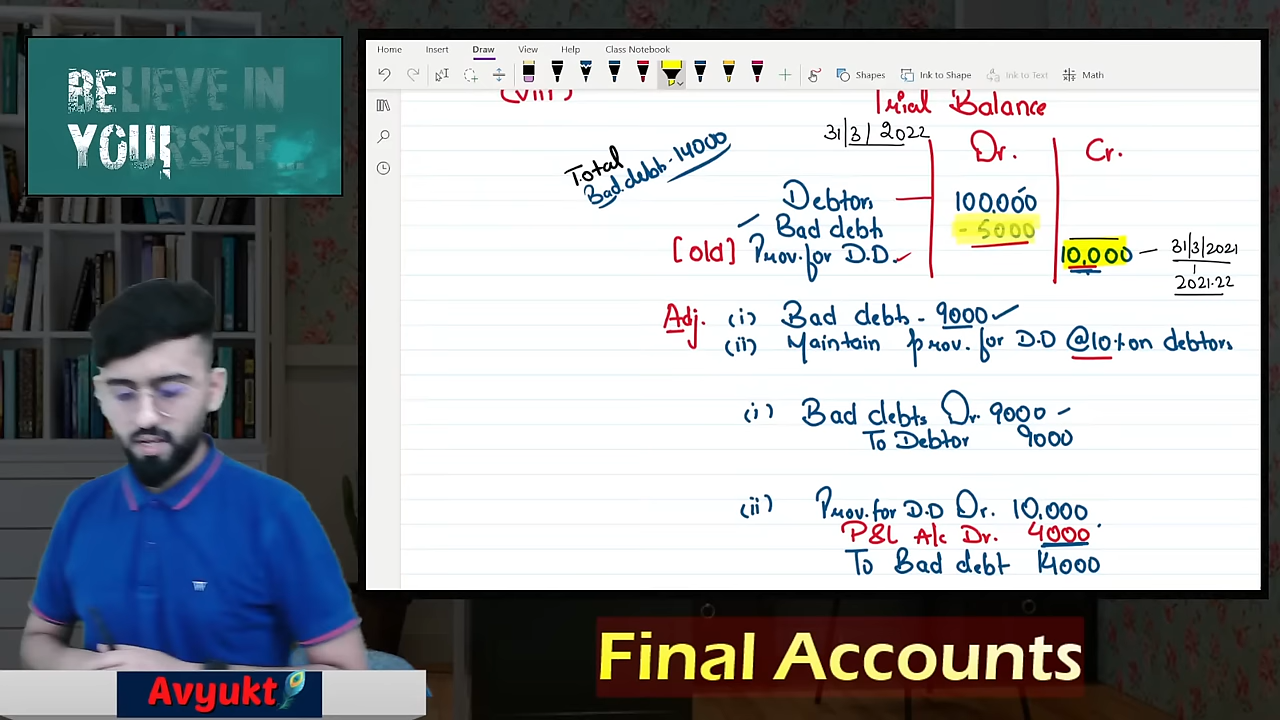 BELIEVE IN
YOURSELF...
Home Insert Draw View Help Class Notebook
Shapes Ink to Shape Ink to Text Math
(viii)
Trial Balance
31/3/2022
Dr. Cr.
Total
Bad debt - 14000
Debtors 100,000
Bad debt - 5000
[old] Prov. for D.D. 10,000 - 31/3/2021
2021-22
Adj. (i) Bad debts - 9000
(ii) Maintain prov. for D.D @10% on debtors
(i) Bad debts Dr. 9000 -
To Debtor 9000
(ii) Prov. for D.D Dr. 10,000
P&L A/c Dr. 4000
To Bad debt 14000
Final Accounts
Avyukt